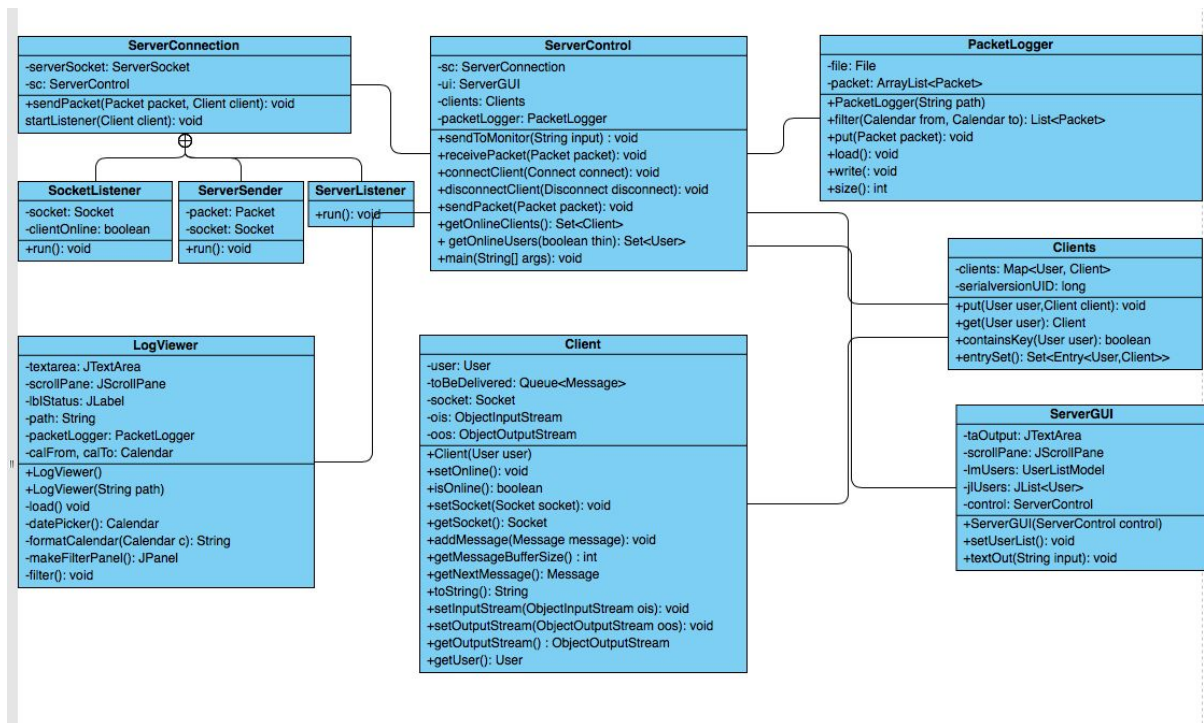 ServerConnection
-serverSocket: ServerSocket
-sc: ServerControl
+sendPacket(Packet packet, Client client): void
startListener(Client client): void
SocketListener
-socket: Socket
-clientOnline: boolean
+run(): void
ServerSender
-packet: Packet
-socket: Socket
+run(): void
ServerListener
+run(): void
ServerControl
-sc: ServerConnection
-ui: ServerGUI
-clients: Clients
-packetLogger: PacketLogger
+sendToMonitor(String input) : void
+receivePacket(Packet packet): void
+connectClient(Connect connect): void
+disconnectClient(Disconnect disconnect): void
+sendPacket(Packet packet): void
+getOnlineClients(): Set<Client>
+ getOnlineUsers(boolean thin): Set<User>
+main(String[] args): void
PacketLogger
-file: File
-packet: ArrayList<Packet>
+PacketLogger(String path)
+filter(Calendar from, Calendar to): List<Packet>
+put(Packet packet): void
+load(): void
+write(: void
+size(): int
Clients
-clients: Map<User, Client>
-serialversionUID: long
+put(User user,Client client): void
+get(User user): Client
+containsKey(User user): boolean
+entrySet(): Set<Entry<User,Client>>
LogViewer
-textarea: JTextArea
-scrollPane: JScrollPane
-lblStatus: JLabel
-path: String
-packetLogger: PacketLogger
-calFrom, calTo: Calendar
+LogViewer()
+LogViewer(String path)
-load() void
-datePicker(): Calendar
-formatCalendar(Calendar c): String
-makeFilterPanel(): JPanel
-filter(): void
Client
-user: User
-toBeDelivered: Queue<Message>
-socket: Socket
-ois: ObjectInputStream
-oos: ObjectOutputStream
+Client(User user)
+setOnline(): void
+isOnline(): boolean
+setSocket(Socket socket): void
+getSocket(): Socket
+addMessage(Message message): void
+getMessageBufferSize() : int
+getNextMessage(): Message
+toString(): String
+setInputStream(ObjectInputStream ois): void
+setOutputStream(ObjectOutputStream oos): void
+getOutputStream() : ObjectOutputStream
+getUser(): User
ServerGUI
-taOutput: JTextArea
-scrollPane: JScrollPane
-lmUsers: UserListModel
-jlUsers: JList<User>
-control: ServerControl
+ServerGUI(ServerControl control)
+setUserList(): void
+textOut(String input): void